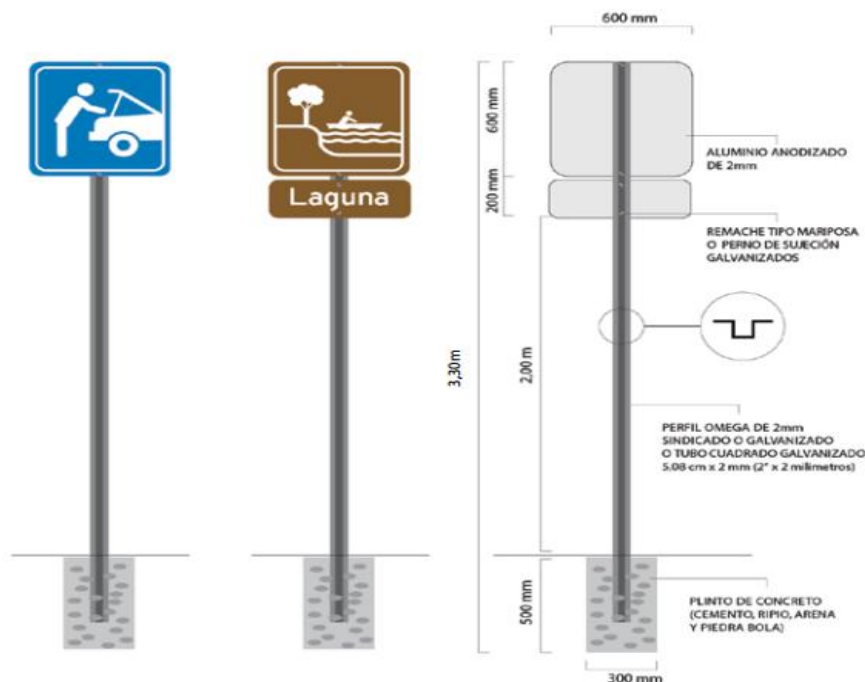 600 mm
Laguna
600 mm
200 mm
ALUMINIO ANODIZADO
DE 2mm
REMACHE TIPO MARIPOSA
O PERNO DE SUJECIÓN
GALVANIZADOS
3,30m
2,00 m
PERFIL OMEGA DE 2mm
SINDICADO O GALVANIZADO
O TUBO CUADRADO GALVANIZADO
5.08 cm x 2 mm (2" x 2 milímetros)
500 mm
PLINTO DE CONCRETO
(CEMENTO, RIPIO, ARENA
Y PIEDRA BOLA)
300 mm